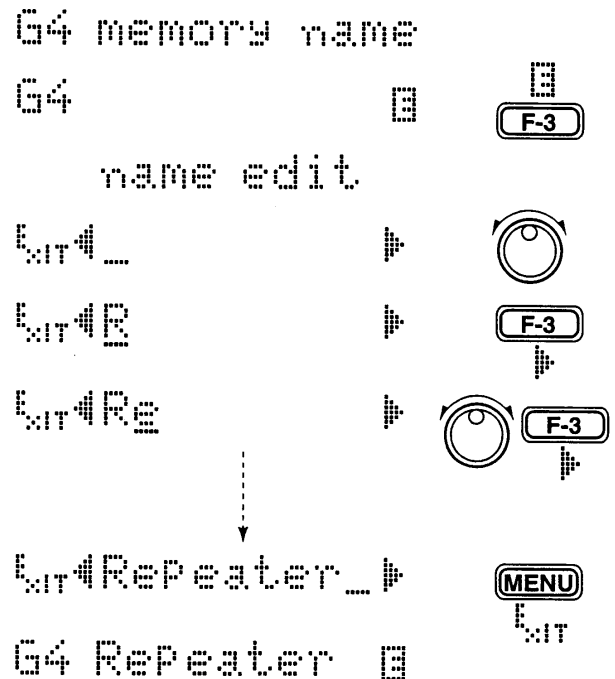 G4 memory name
G4 E
E
F-3
name edit
EXIT◀_ ▶
EXIT◀R ▶
F-3
▶
EXIT◀Re ▶
F-3
▶
EXIT◀Repeater_▶
MENU
EXIT
G4 Repeater E